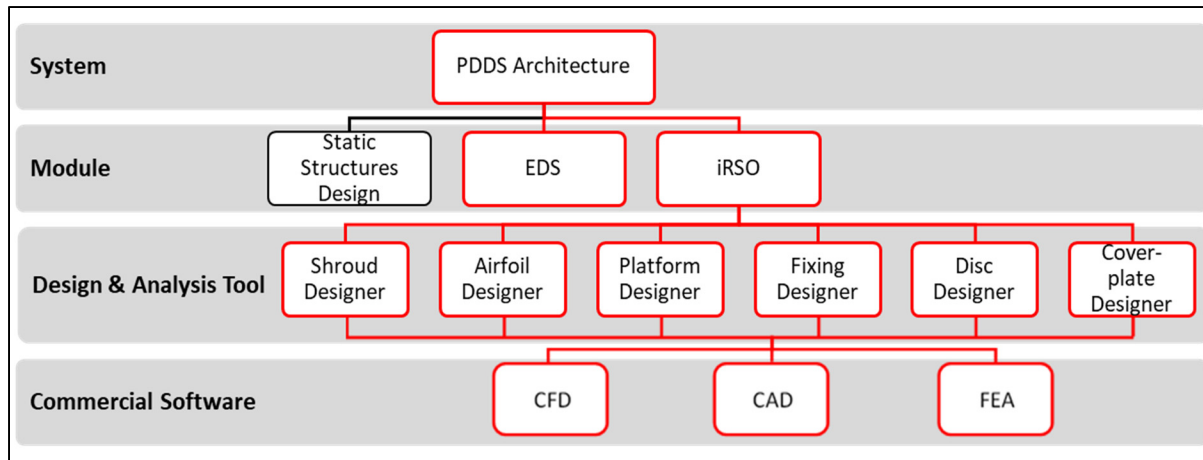 System
PDDS Architecture
Module
Static
Structures
Design
EDS
iRSO
Design & Analysis Tool
Shroud
Designer
Airfoil
Designer
Platform
Designer
Fixing
Designer
Disc
Designer
Cover-
plate
Designer
Commercial Software
CFD
CAD
FEA